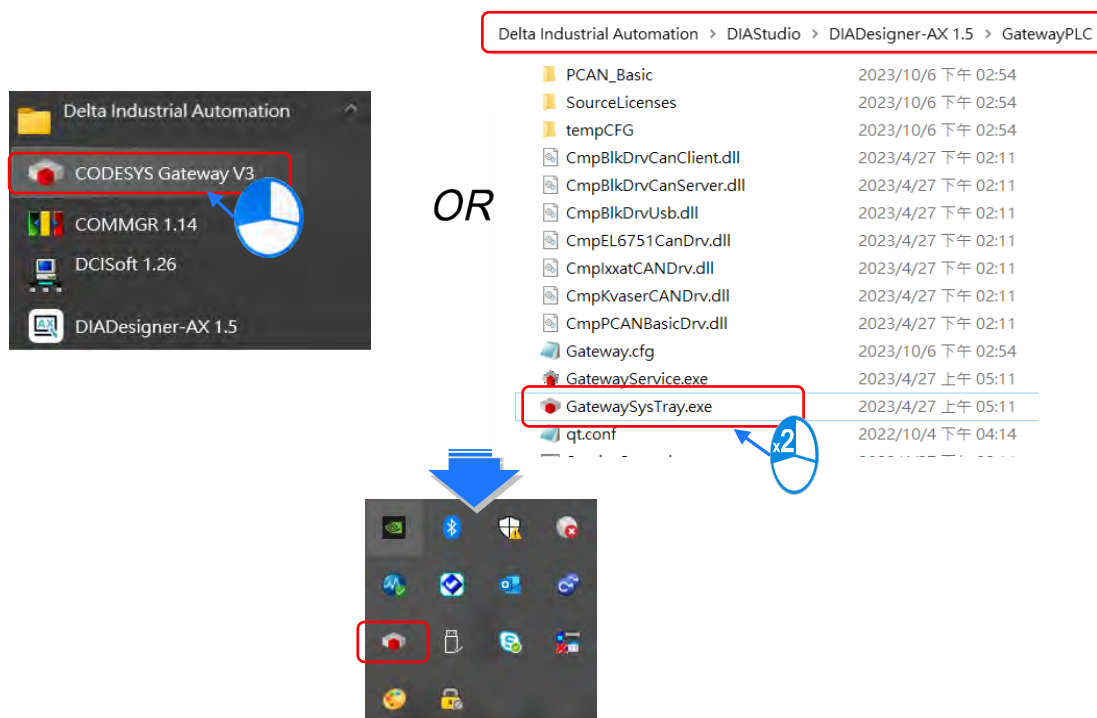 Delta Industrial Automation > DIAStudio > DIADesigner-AX 1.5 > GatewayPLC
Delta Industrial Automation
CODESYS Gateway V3
COMMGR 1.14
DCISoft 1.26
DIADesigner-AX 1.5
OR
PCAN_Basic 2023/10/6 下午 02:54
SourceLicenses 2023/10/6 下午 02:54
tempCFG 2023/10/6 下午 02:54
CmpBlkDrvCanClient.dll 2023/4/27 下午 02:11
CmpBlkDrvCanServer.dll 2023/4/27 下午 02:11
CmpBlkDrvUsb.dll 2023/4/27 下午 02:11
CmpEL6751CanDrv.dll 2023/4/27 下午 02:11
CmpIxxatCANDrv.dll 2023/4/27 下午 02:11
CmpKvaserCANDrv.dll 2023/4/27 下午 02:11
CmpPCANBasicDrv.dll 2023/4/27 下午 02:11
Gateway.cfg 2023/10/6 下午 02:54
GatewayService.exe 2023/4/27 上午 05:11
GatewaySysTray.exe 2023/4/27 上午 05:11
qt.conf 2022/10/4 下午 04:14
x2